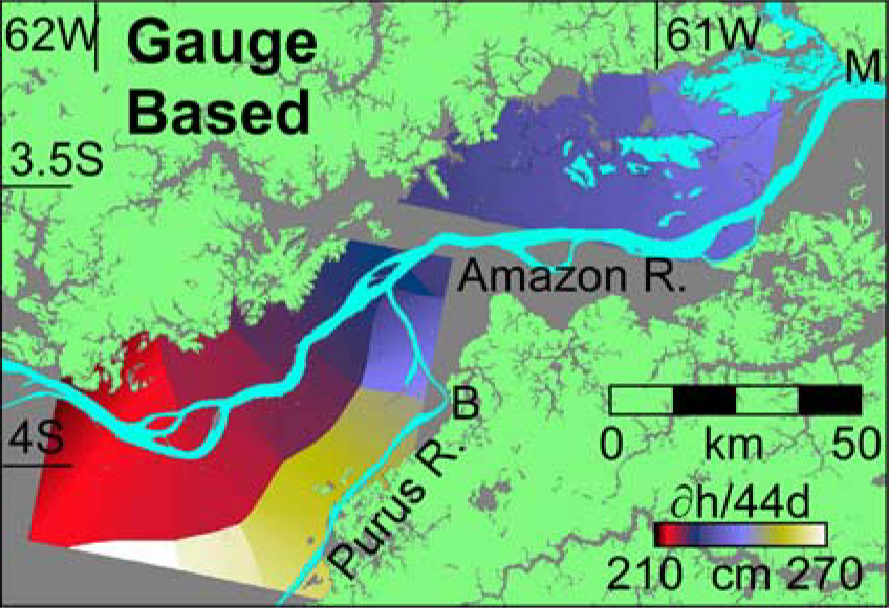 62W
Gauge
Based
61W
M
3.5S
Amazon R.
B
4S
Purus R.
0 km 50
∂h/44d
210 cm 270